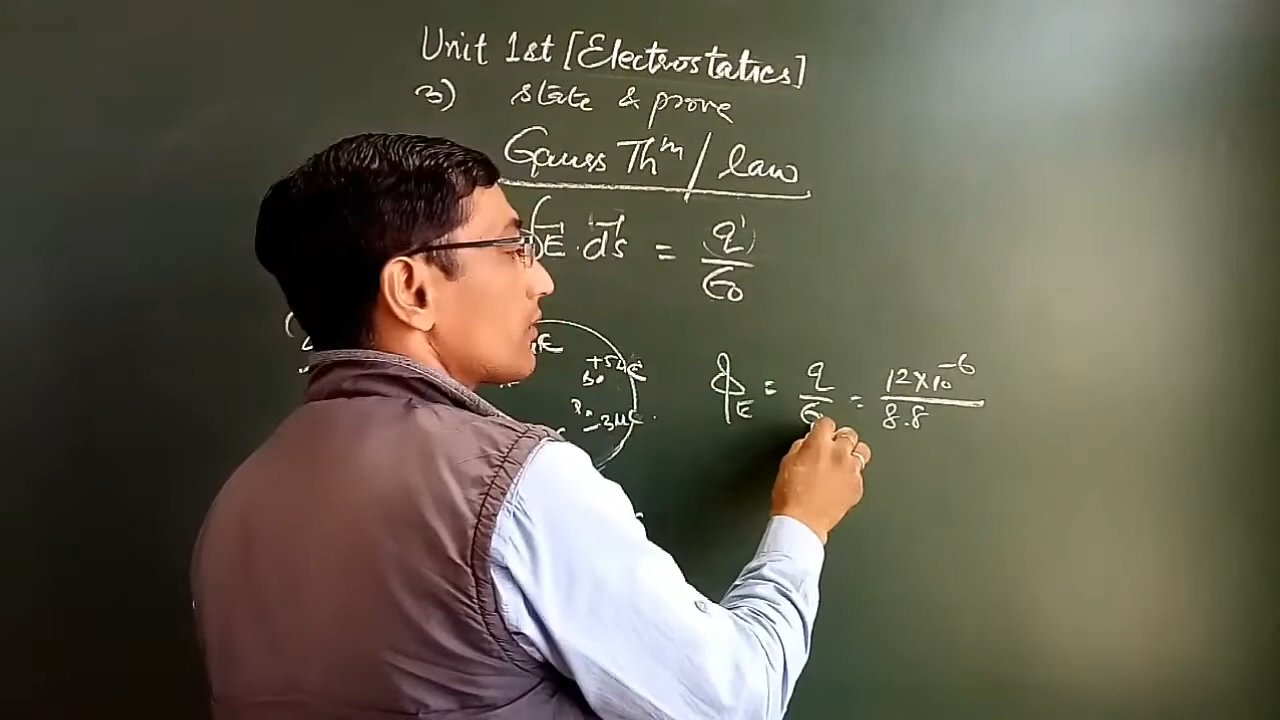 Unit 1st [Electrostatics]
3) state & prove
Gauss Thm / law
E . ds = q / ε0
+5μC
B
-3μC
ΦE = q / ε = 12×10^-6 / 8.8